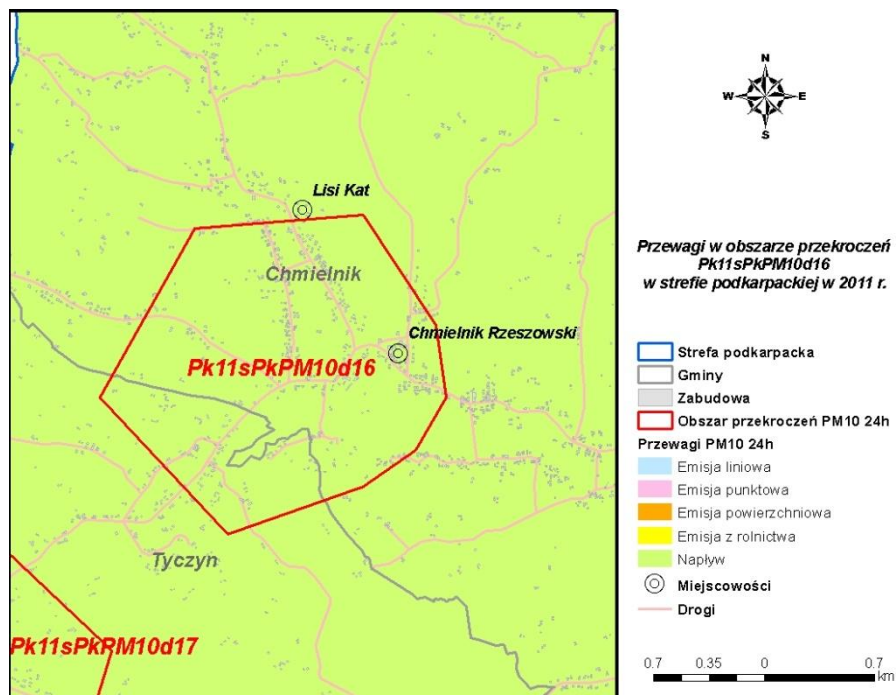 Lisi Kat
Chmielnik
Chmielnik Rzeszowski
Pk11sPkPM10d16
Tyczyn
Pk11sPkPM10d17
N
W E
S
Przewagi w obszarze przekroczeń
Pk11sPkPM10d16
w strefie podkarpackiej w 2011 r.
Strefa podkarpacka
Gminy
Zabudowa
Obszar przekroczeń PM10 24h
Przewagi PM10 24h
Emisja liniowa
Emisja punktowa
Emisja powierzchniowa
Emisja z rolnictwa
Napływ
Miejscowości
Drogi
0.7 0.35 0 0.7
km